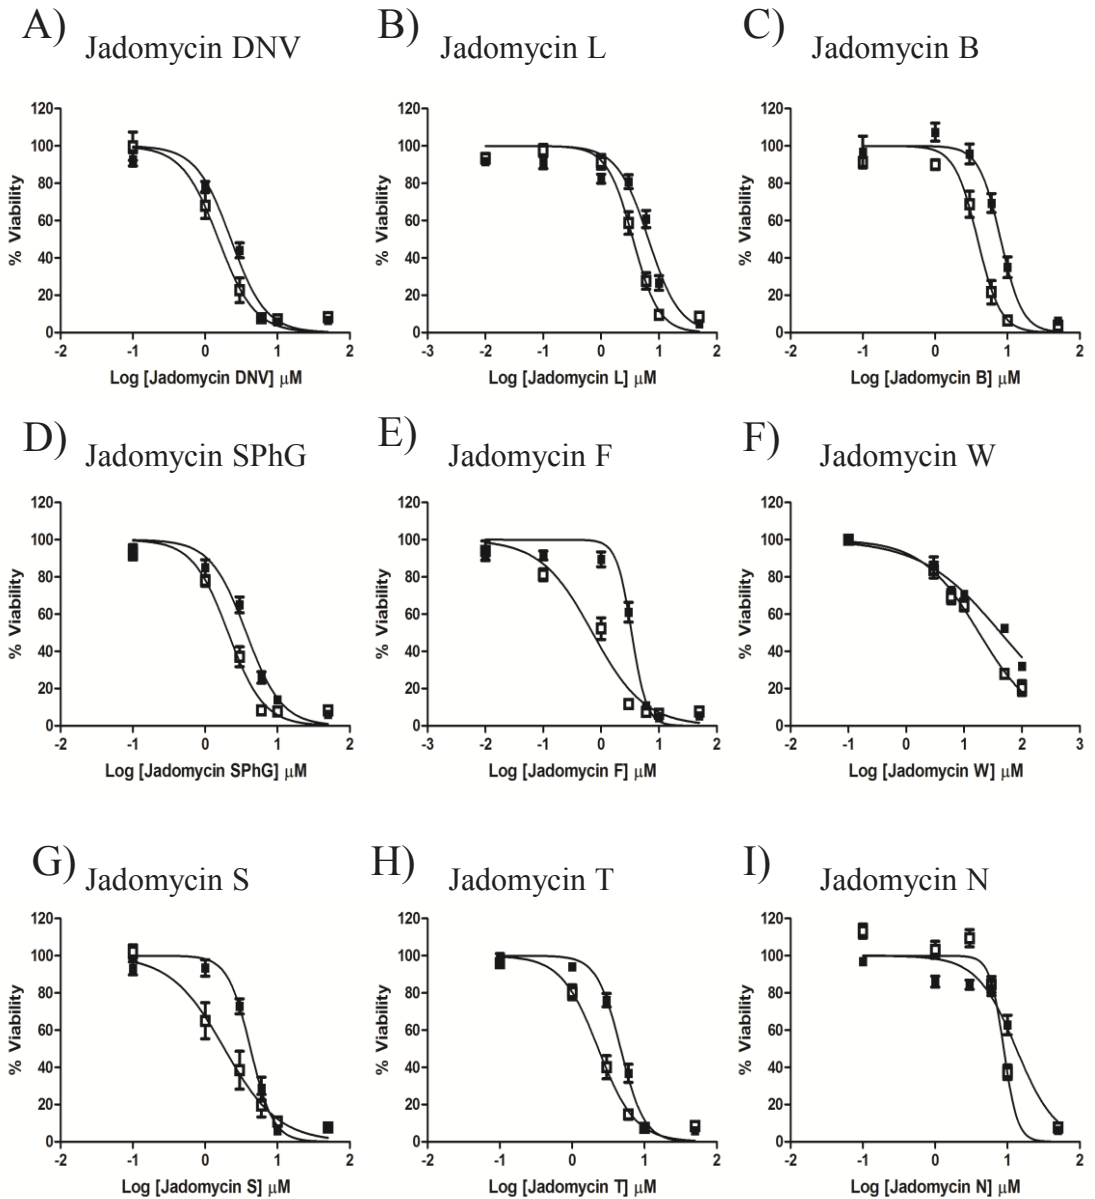 A) Jadomycin DNV
B) Jadomycin L
C) Jadomycin B
120
100
80
60
40
20
0
% Viability
-2 -1 0 1 2
Log [Jadomycin DNV] µM
120
100
80
60
40
20
0
% Viability
-3 -2 -1 0 1 2
Log [Jadomycin L] µM
120
100
80
60
40
20
0
% Viability
-2 -1 0 1 2
Log [Jadomycin B] µM
D) Jadomycin SPhG
E) Jadomycin F
F) Jadomycin W
120
100
80
60
40
20
0
% Viability
-2 -1 0 1 2
Log [Jadomycin SPhG] µM
120
100
80
60
40
20
0
% Viability
-3 -2 -1 0 1 2
Log [Jadomycin F] µM
120
100
80
60
40
20
0
% Viability
-2 -1 0 1 2 3
Log [Jadomycin W] µM
G) Jadomycin S
H) Jadomycin T
I) Jadomycin N
120
100
80
60
40
20
0
% Viability
-2 -1 0 1 2
Log [Jadomycin S] µM
120
100
80
60
40
20
0
% Viability
-2 -1 0 1 2
Log [Jadomycin T] µM
120
100
80
60
40
20
0
% Viability
-2 -1 0 1 2
Log [Jadomycin N] µM